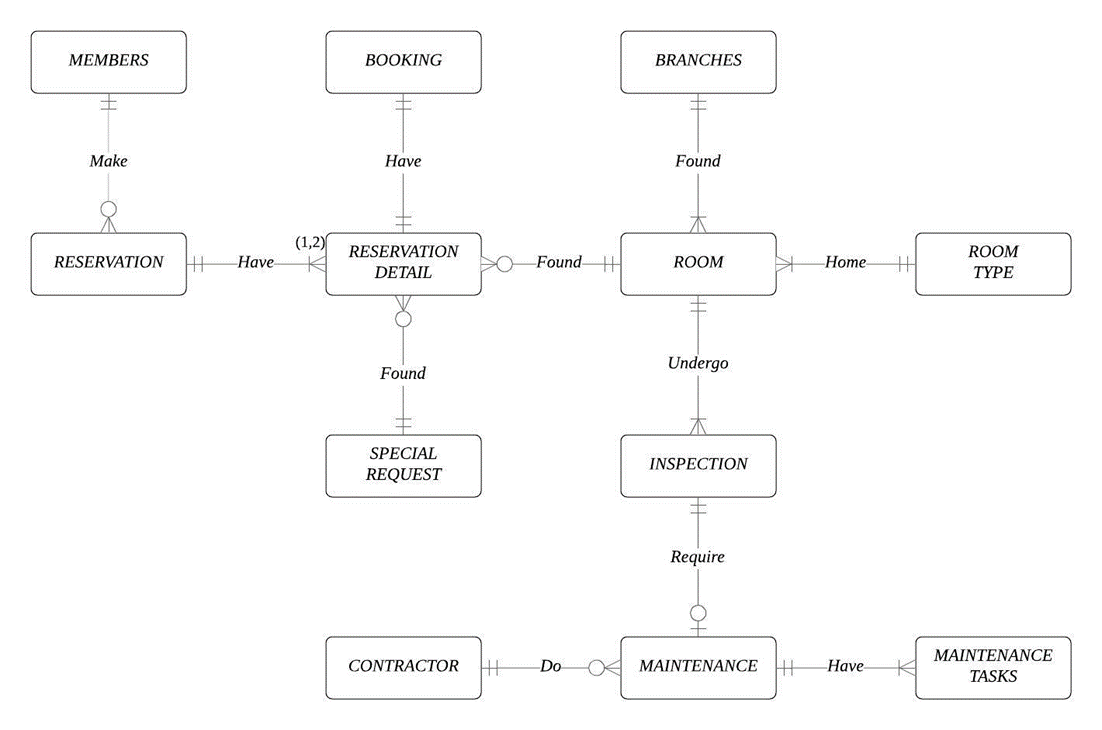 MEMBERS
BOOKING
BRANCHES
Make
Have
Found
RESERVATION
Have
(1,2)
RESERVATION
DETAIL
Found
ROOM
Home
ROOM
TYPE
Found
Undergo
SPECIAL
REQUEST
INSPECTION
Require
CONTRACTOR
Do
MAINTENANCE
Have
MAINTENANCE
TASKS